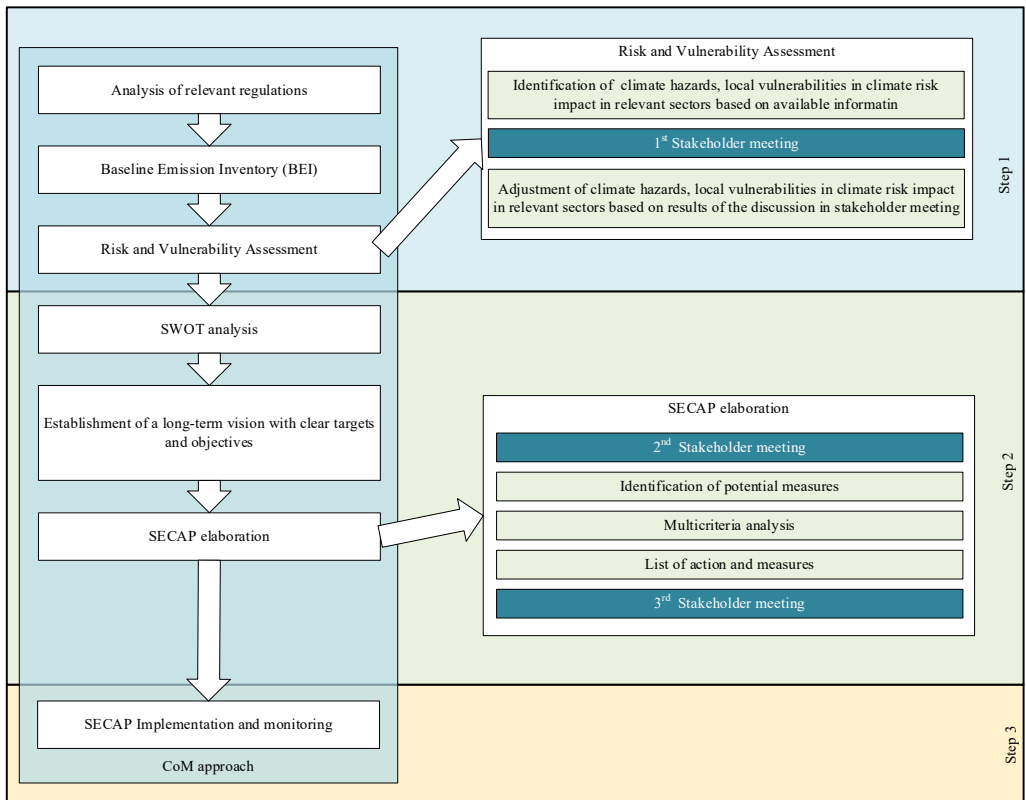 Analysis of relevant regulations
Baseline Emission Inventory (BEI)
Risk and Vulnerability Assessment
Risk and Vulnerability Assessment
Identification of climate hazards, local vulnerabilities in climate risk
impact in relevant sectors based on available informatin
1st Stakeholder meeting
Adjustment of climate hazards, local vulnerabilities in climate risk impact
in relevant sectors based on results of the discussion in stakeholder meeting
Step 1
SWOT analysis
Establishment of a long-term vision with clear targets
and objectives
SECAP elaboration
SECAP elaboration
2nd Stakeholder meeting
Identification of potential measures
Multicriteria analysis
List of action and measures
3rd Stakeholder meeting
Step 2
SECAP Implementation and monitoring
CoM approach
Step 3